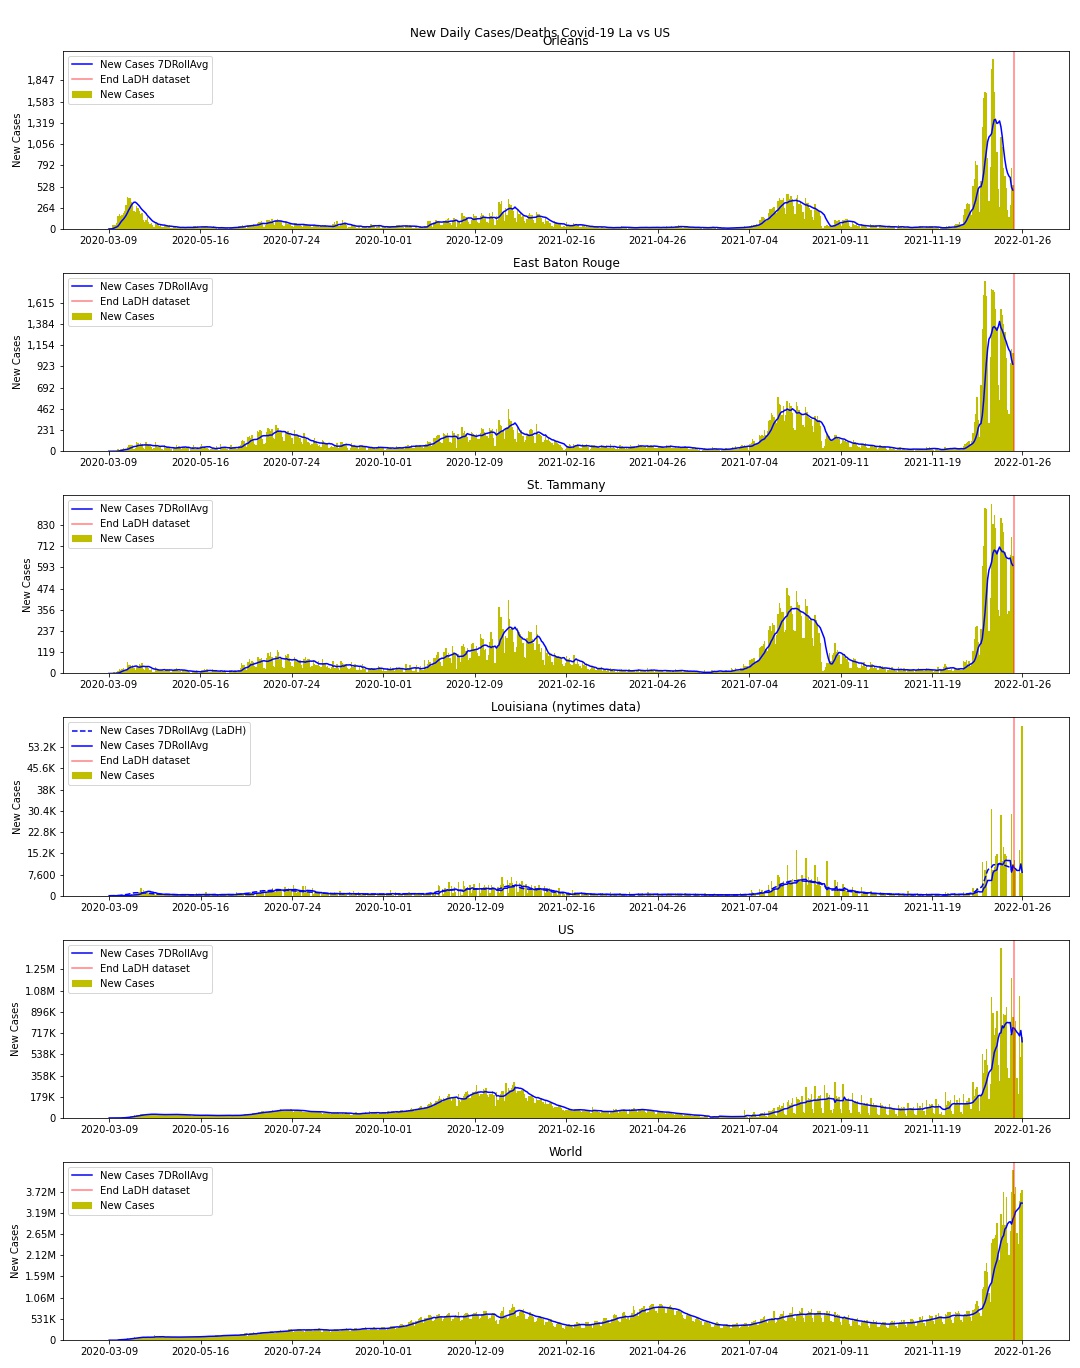 New Daily Cases/Deaths Covid-19 La vs US
Orleans
New Cases 7DRollAvg
End LaDH dataset
New Cases
New Cases
1,847
1,583
1,319
1,056
792
528
264
0
2020-03-09 2020-05-16 2020-07-24 2020-10-01 2020-12-09 2021-02-16 2021-04-26 2021-07-04 2021-09-11 2021-11-19 2022-01-26
East Baton Rouge
New Cases 7DRollAvg
End LaDH dataset
New Cases
New Cases
1,615
1,384
1,154
923
692
462
231
0
2020-03-09 2020-05-16 2020-07-24 2020-10-01 2020-12-09 2021-02-16 2021-04-26 2021-07-04 2021-09-11 2021-11-19 2022-01-26
St. Tammany
New Cases 7DRollAvg
End LaDH dataset
New Cases
New Cases
830
712
593
474
356
237
119
0
2020-03-09 2020-05-16 2020-07-24 2020-10-01 2020-12-09 2021-02-16 2021-04-26 2021-07-04 2021-09-11 2021-11-19 2022-01-26
Louisiana (nytimes data)
New Cases 7DRollAvg (LaDH)
New Cases 7DRollAvg
End LaDH dataset
New Cases
New Cases
53.2K
45.6K
38K
30.4K
22.8K
15.2K
7,600
0
2020-03-09 2020-05-16 2020-07-24 2020-10-01 2020-12-09 2021-02-16 2021-04-26 2021-07-04 2021-09-11 2021-11-19 2022-01-26
US
New Cases 7DRollAvg
End LaDH dataset
New Cases
New Cases
1.25M
1.08M
896K
717K
538K
358K
179K
0
2020-03-09 2020-05-16 2020-07-24 2020-10-01 2020-12-09 2021-02-16 2021-04-26 2021-07-04 2021-09-11 2021-11-19 2022-01-26
World
New Cases 7DRollAvg
End LaDH dataset
New Cases
New Cases
3.72M
3.19M
2.65M
2.12M
1.59M
1.06M
531K
0
2020-03-09 2020-05-16 2020-07-24 2020-10-01 2020-12-09 2021-02-16 2021-04-26 2021-07-04 2021-09-11 2021-11-19 2022-01-26